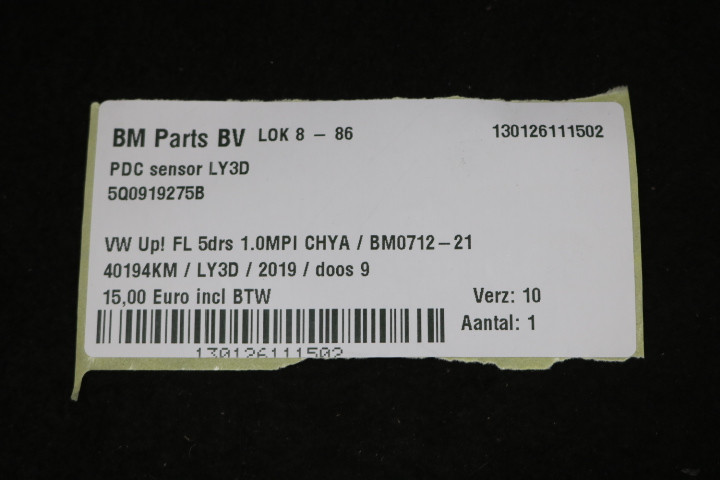 BM Parts BV LOK 8 - 86 130126111502
PDC sensor LY3D
5Q0919275B
VW Up! FL 5drs 1.0MPI CHYA / BM0712-21
40194KM / LY3D / 2019 / doos 9
15,00 Euro incl BTW Verz: 10
Aantal: 1
130126111502